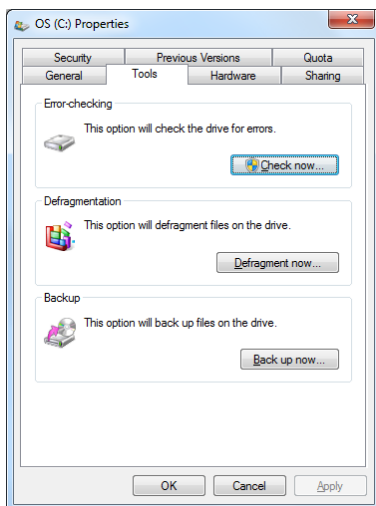 OS (C:) Properties
Security Previous Versions Quota
General Tools Hardware Sharing
Error-checking
This option will check the drive for errors.
Check now...
Defragmentation
This option will defragment files on the drive.
Defragment now...
Backup
This option will back up files on the drive.
Back up now...
OK Cancel Apply